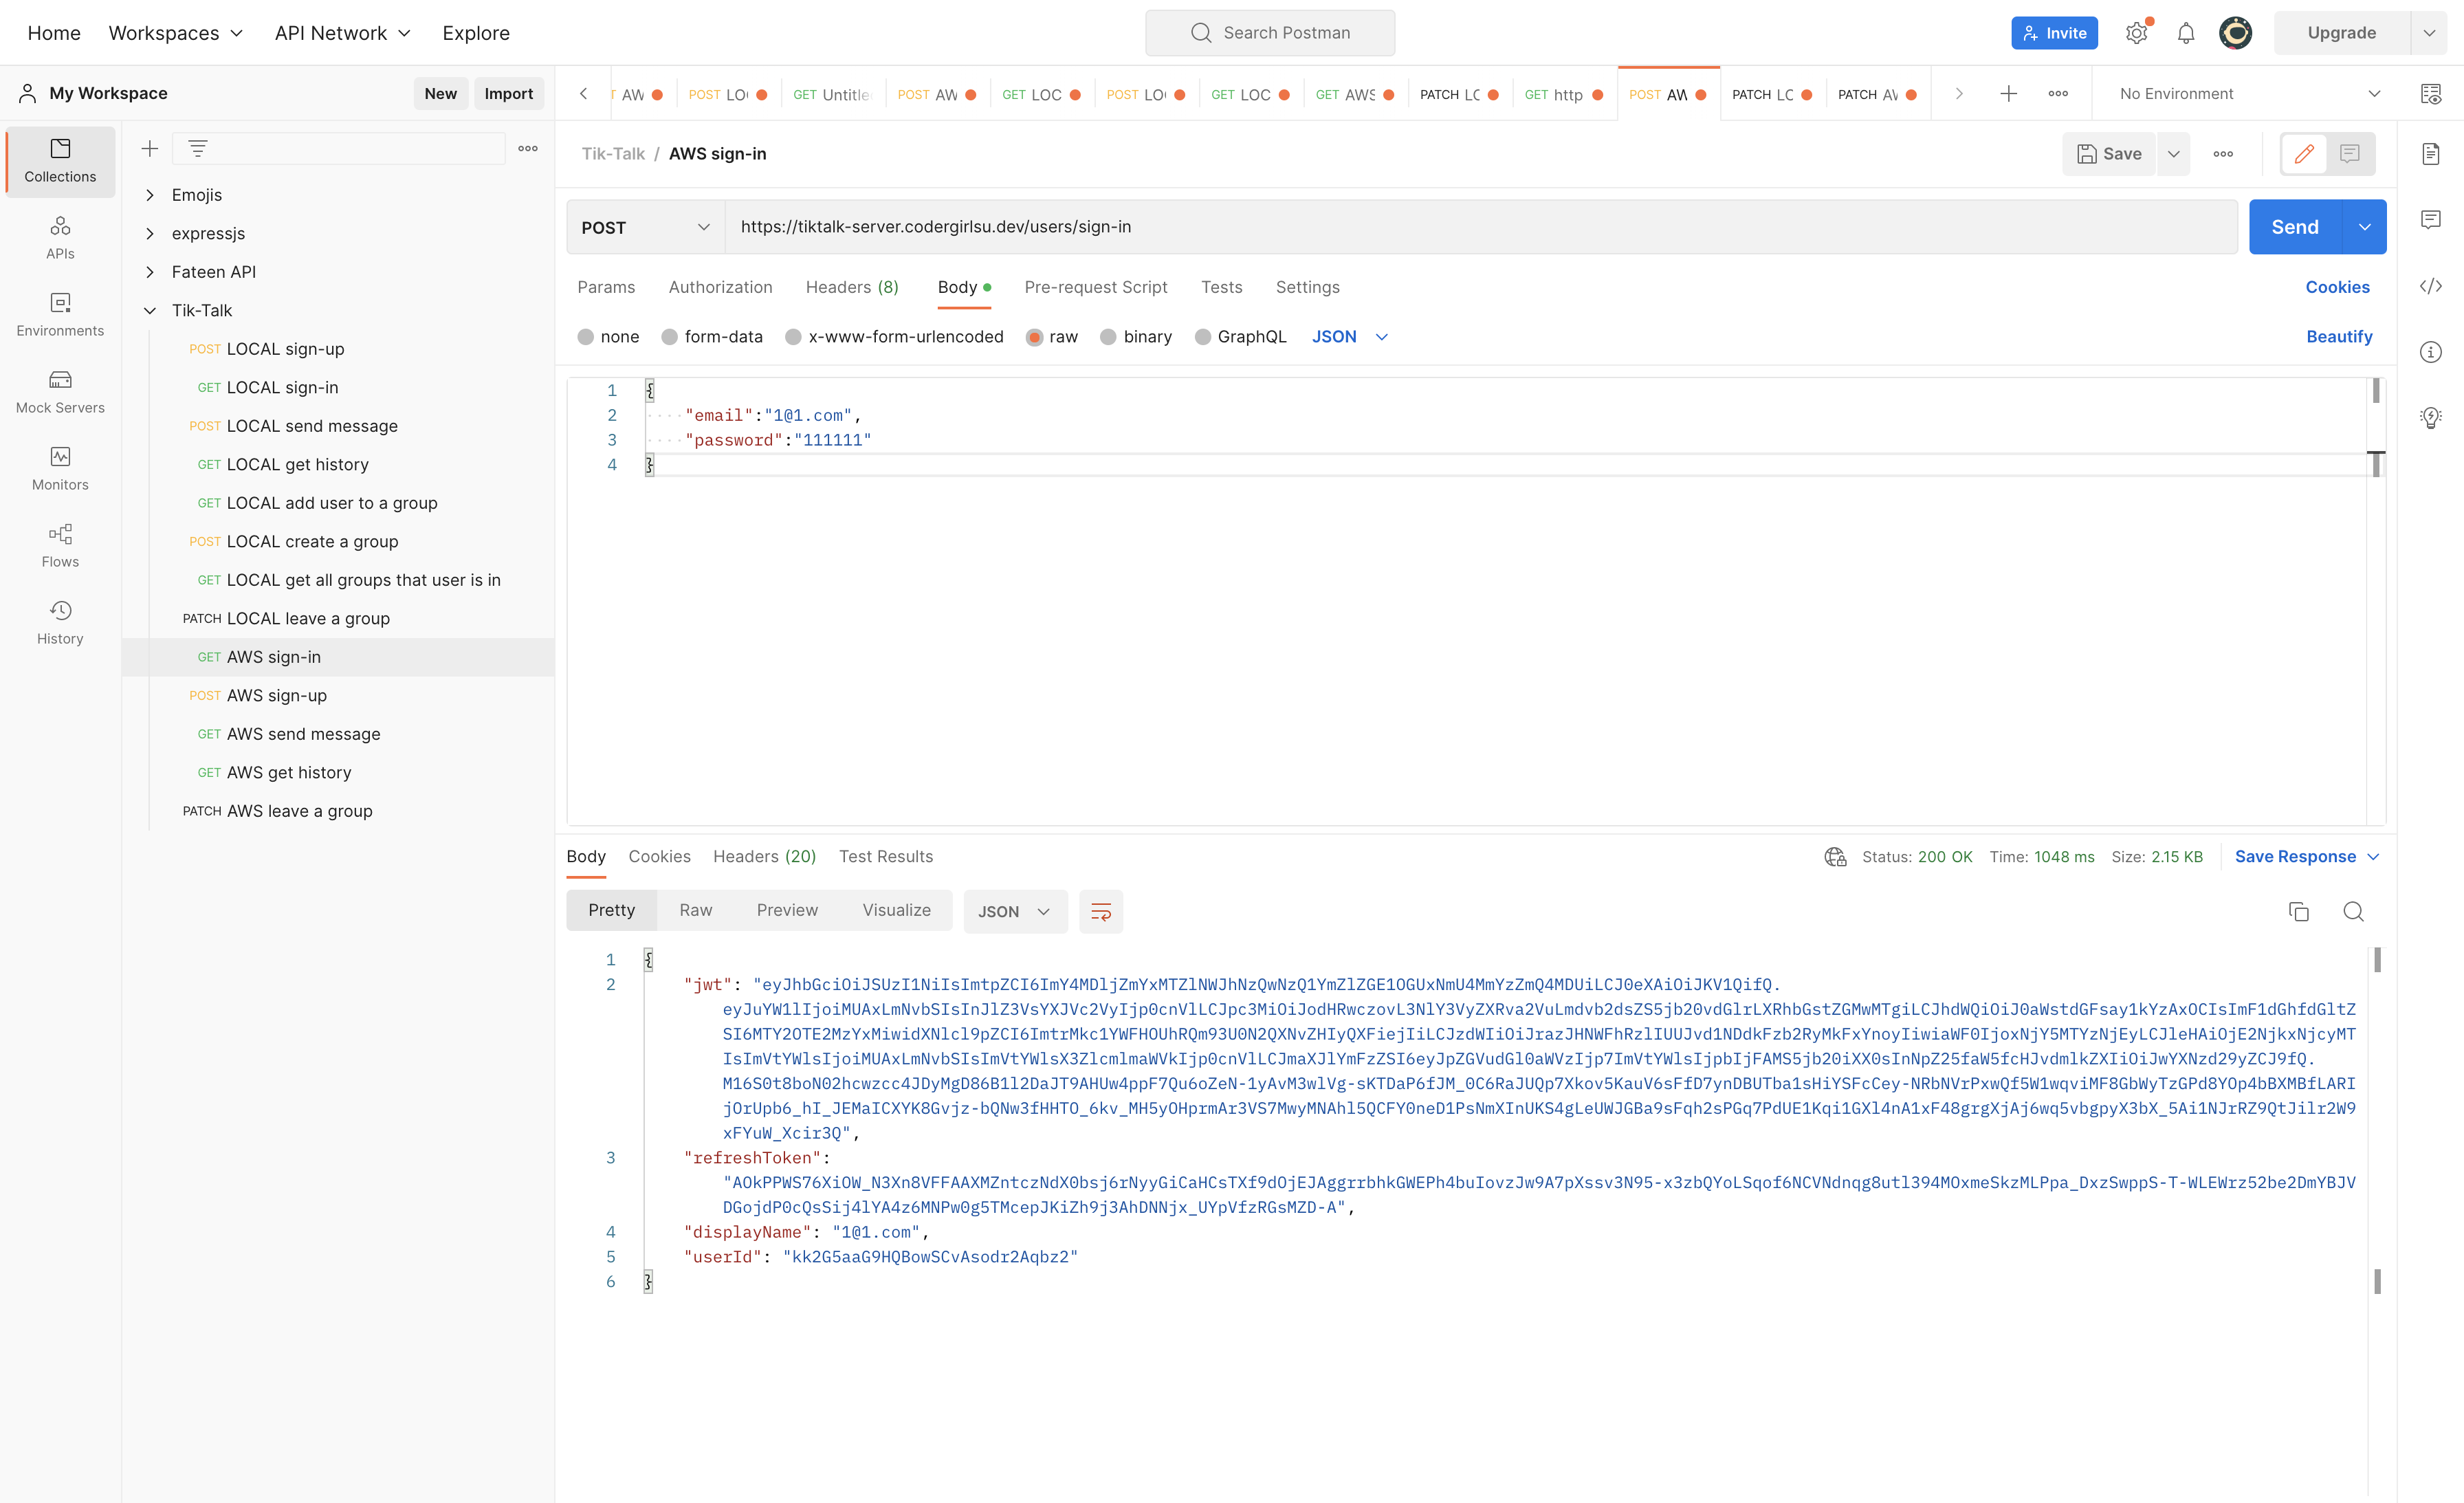 Home Workspaces API Network Explore Search Postman Invite Upgrade
My Workspace New Import
AW POST LO GET Untitle POST AW GET LOC POST LO GET LOC GET AWS PATCH LC GET http POST AW PATCH LC PATCH AW No Environment
Collections
APIs
Environments
Mock Servers
Monitors
Flows
History
Emojis
expressjs
Fateen API
Tik-Talk
POST LOCAL sign-up
GET LOCAL sign-in
POST LOCAL send message
GET LOCAL get history
GET LOCAL add user to a group
POST LOCAL create a group
GET LOCAL get all groups that user is in
PATCH LOCAL leave a group
GET AWS sign-in
POST AWS sign-up
GET AWS send message
GET AWS get history
PATCH AWS leave a group
Tik-Talk / AWS sign-in Save
POST https://tiktalk-server.codergirlsu.dev/users/sign-in Send
Params Authorization Headers (8) Body Pre-request Script Tests Settings Cookies
none form-data x-www-form-urlencoded raw binary GraphQL JSON Beautify
1 {
2 "email":"1@1.com",
3 "password":"111111"
4 }
Body Cookies Headers (20) Test Results Status: 200 OK Time: 1048 ms Size: 2.15 KB Save Response
Pretty Raw Preview Visualize JSON
1 {
2 "jwt": "eyJhbGciOiJSUzI1NiIsImtpZCI6ImY4MDljZmYxMTZlNWJhNzQwNzQ1YmZlZGE1OGUxNmU4MmYzZmQ4MDUiLCJ0eXAiOiJKV1QifQ.
eyJuYW1lIjoiMUAxLmNvbSIsInJlZ3VsYXJVc2VyIjp0cnVlLCJpc3MiOiJodHRwczovL3NlY3VyZXRva2VuLmdvb2dsZS5jb20vdGlrLXRhbGstZGMwMTgiLCJhdWQiOiJ0aWstdGFsay1kYzAxOCIsImF1dGhfdGltZ
SI6MTY2OTE2MzYxMiwidXNlcl9pZCI6ImtrMkc1YWFHOUhRQm93U0N2QXNvZHIyQXFiejIiLCJzdWIiOiJrazJHNWFhRzlIUUJvd1NDdkFzb2RyMkFxYnoyIiwiaWF0IjoxNjY5MTYzNjEyLCJleHAiOjE2NjkxNjcyMT
IsImVtYWlsIjoiMUAxLmNvbSIsImVtYWlsX3ZlcmlmaWVkIjp0cnVlLCJmaXJlYmFzZSI6eyJpZGVudGl0aWVzIjp7ImVtYWlsIjpbIjFAMS5jb20iXX0sInNpZ25faW5fcHJvdmlkZXIiOiJwYXNzd29yZCJ9fQ.
M16S0t8boN02hcwzcc4JDyMgD86B1l2DaJT9AHUw4ppF7Qu6oZeN-1yAvM3wlVg-sKTDaP6fJM_0C6RaJUQp7Xkov5KauV6sFfD7ynDBUTba1sHiYSFcCey-NRbNVrPxwQf5W1wqviMF8GbWyTzGPd8YOp4bBXMBfLARI
jOrUpb6_hI_JEMaICXYK8Gvjz-bQNw3fHHTO_6kv_MH5yOHprmAr3VS7MwyMNAhl5QCFY0neD1PsNmXInUKS4gLeUWJGBa9sFqh2sPGq7PdUE1Kqi1GXl4nA1xF48grgXjAj6wq5vbgpyX3bX_5Ai1NJrRZ9QtJilr2W9
xFYuW_Xcir3Q",
3 "refreshToken":
"AOkPPWS76XiOW_N3Xn8VFFAAXMZntczNdX0bsj6rNyyGiCaHCsTXf9dOjEJAggrrbhkGWEPh4buIovzJw9A7pXssv3N95-x3zbQYoLSqof6NCVNdnqg8utl394MOxmeSkzMLPpa_DxzSwppS-T-WLEWrz52be2DmYBJV
DGojdP0cQsSij4lYA4z6MNPw0g5TMcepJKiZh9j3AhDNNjx_UYpVfzRGsMZD-A",
4 "displayName": "1@1.com",
5 "userId": "kk2G5aaG9HQBowSCvAsodr2Aqbz2"
6 }